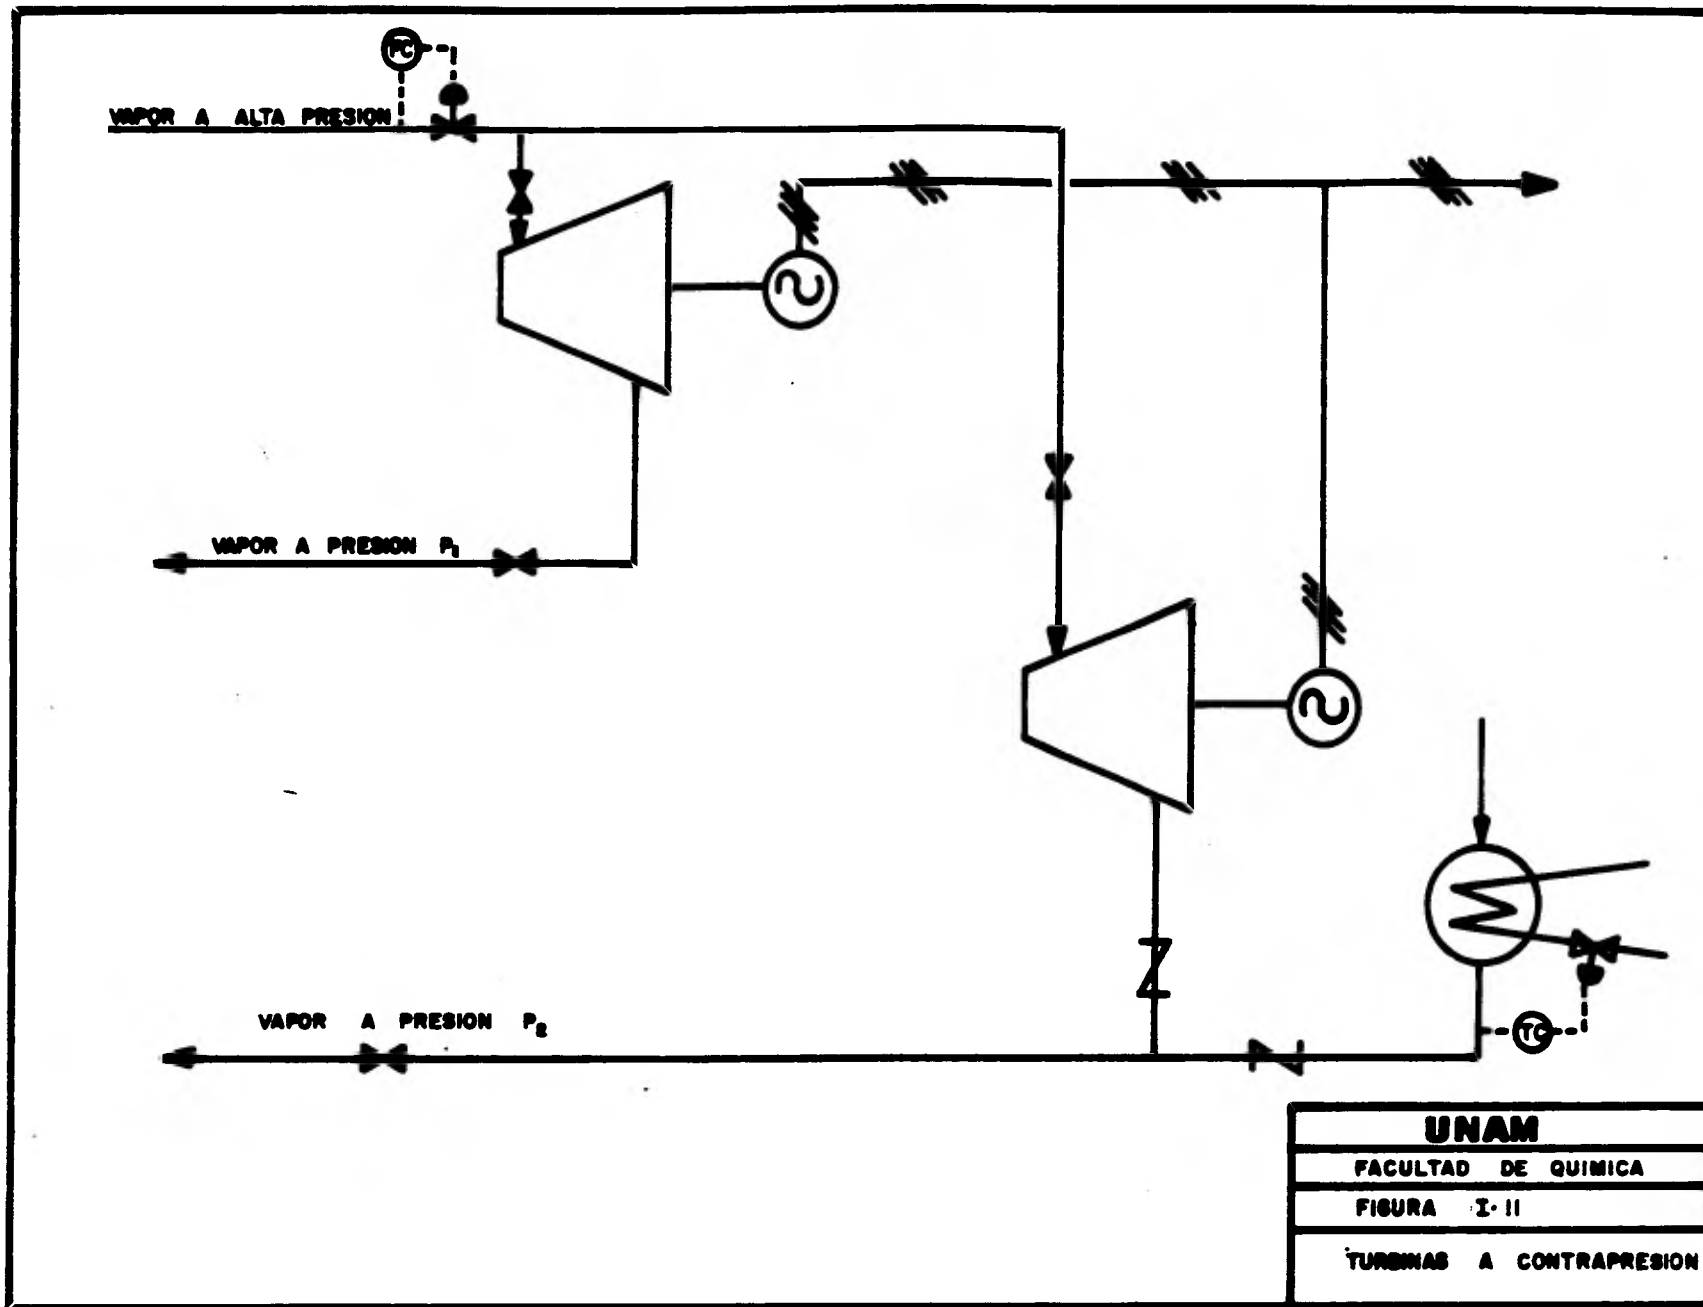 PC
VAPOR A ALTA PRESION
VAPOR A PRESION P₁
VAPOR A PRESION P₂
TC
UNAM
FACULTAD DE QUIMICA
FIGURA I-11
TURBINAS A CONTRAPRESION